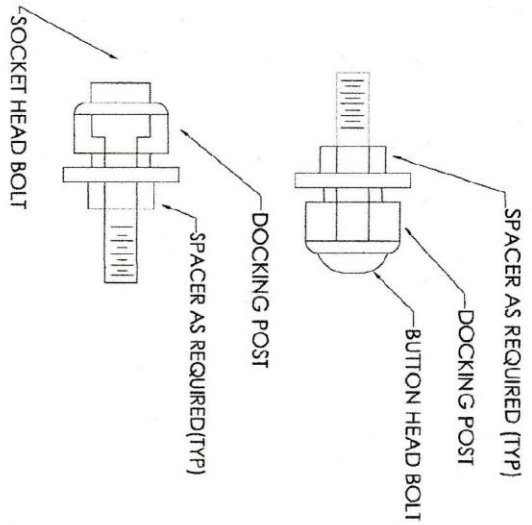 SPACER AS REQUIRED (TYP)
DOCKING POST
BUTTON HEAD BOLT
DOCKING POST
SPACER AS REQUIRED(TYP)
SOCKET HEAD BOLT